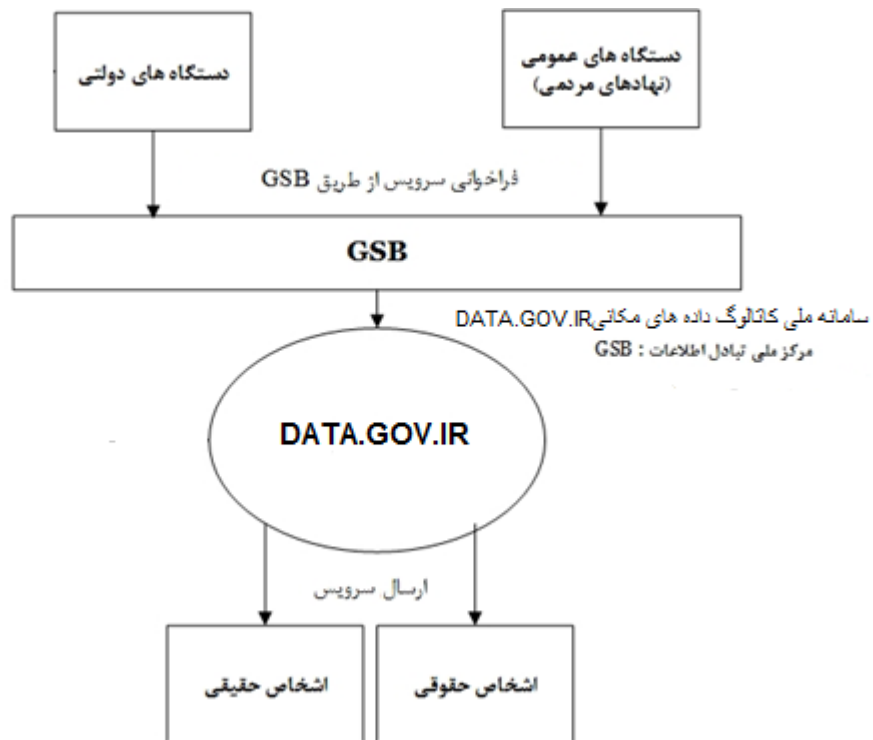 دستگاه های عمومی
(نهادهای مردمی)
دستگاه های دولتی
فراخوانی سرویس از طریق GSB
GSB
سامانه ملی کاتالوگ داده های مکانیDATA.GOV.IR
مرکز ملی تبادل اطلاعات : GSB
DATA.GOV.IR
ارسال سرویس
اشخاص حقوقی
اشخاص حقیقی